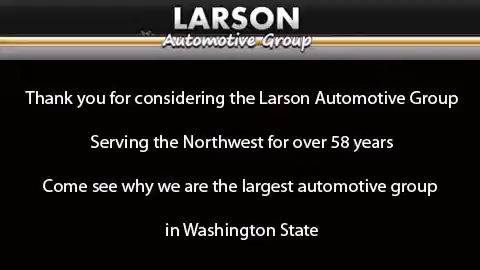 LARSON
Automotive Group
Thank you for considering the Larson Automotive Group
Serving the Northwest for over 58 years
Come see why we are the largest automotive group
in Washington State